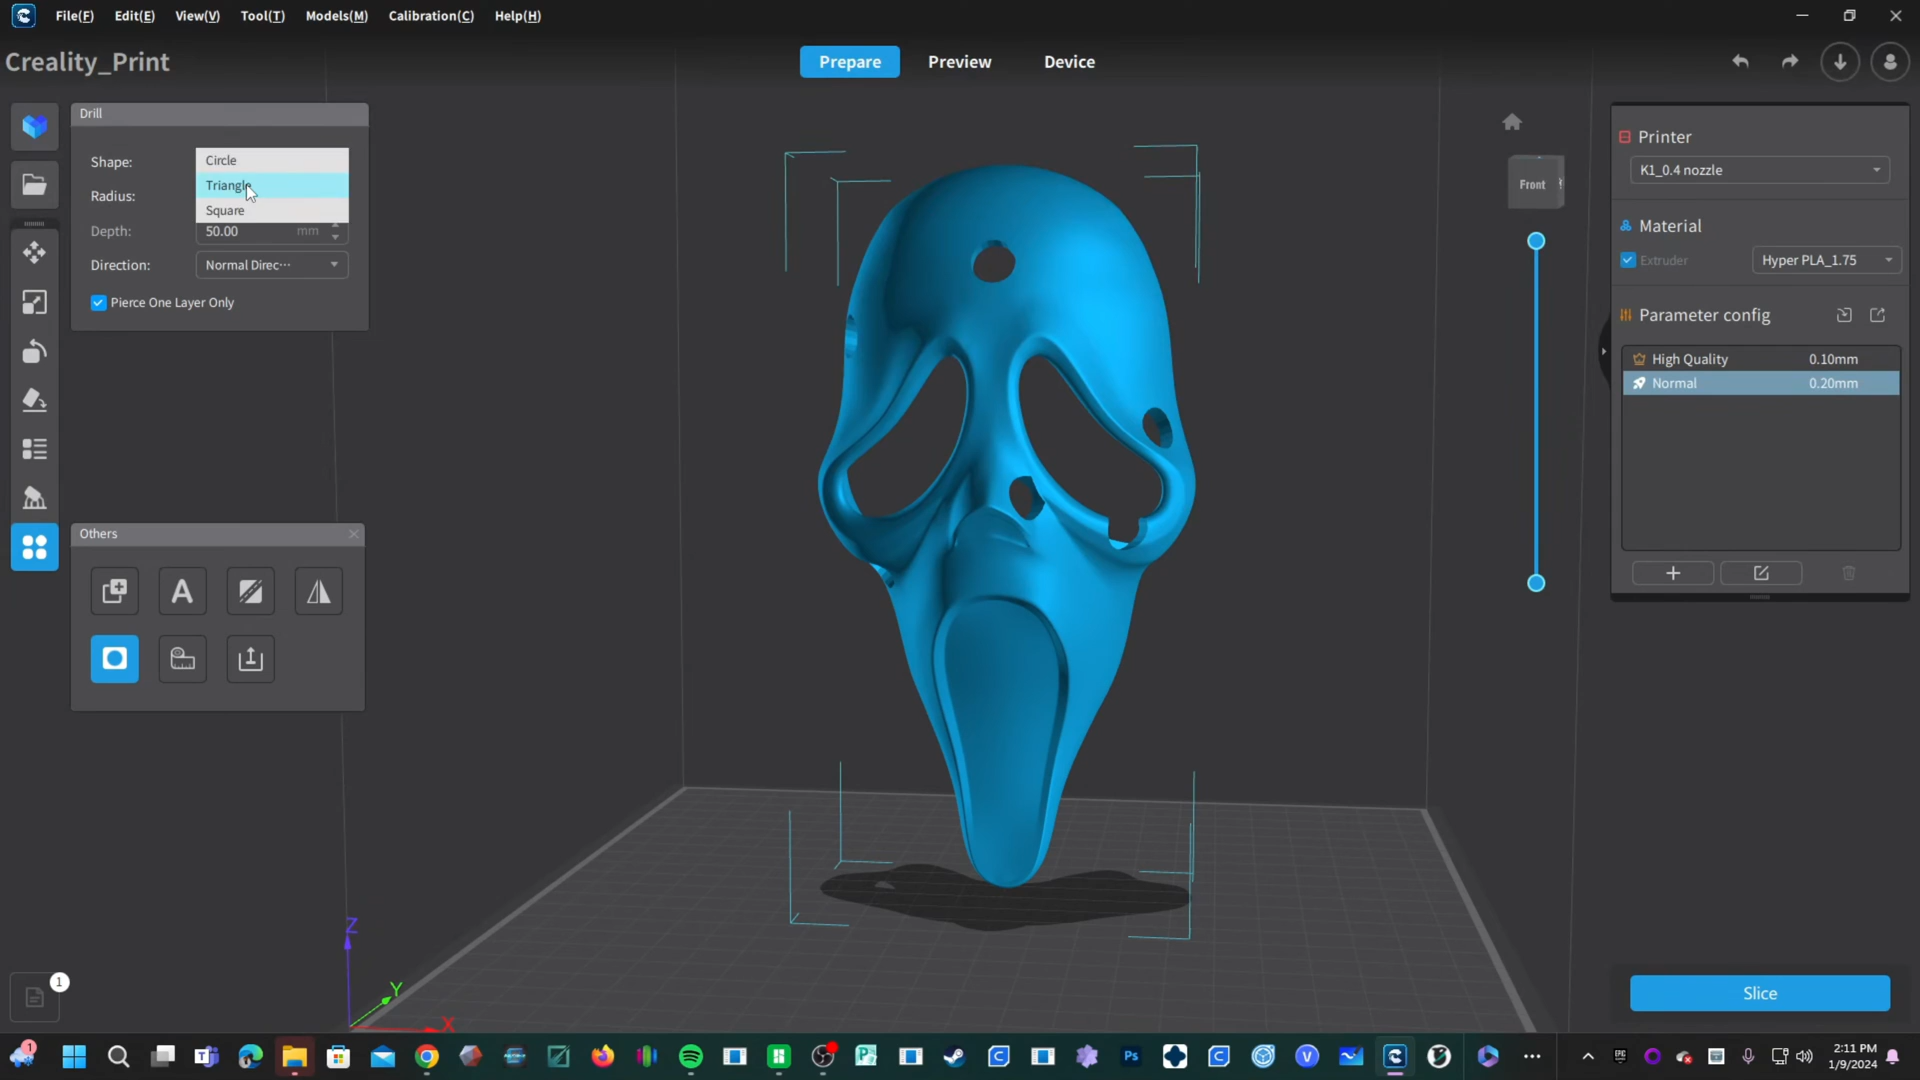 File(F) Edit(E) View(V) Tool(T) Models(M) Calibration(C) Help(H)
Creality_Print
Prepare Preview Device
Drill
Shape:
Circle
Triangle
Square
Radius:
Depth: 50.00 mm
Direction: Normal Direc···
Pierce One Layer Only
Others
A
Front
Printer
K1_0.4 nozzle
Material
Extruder Hyper PLA_1.75
Parameter config
High Quality 0.10mm
Normal 0.20mm
Slice
Z
Y
X
1
1
Ps
V
2:11 PM
1/9/2024